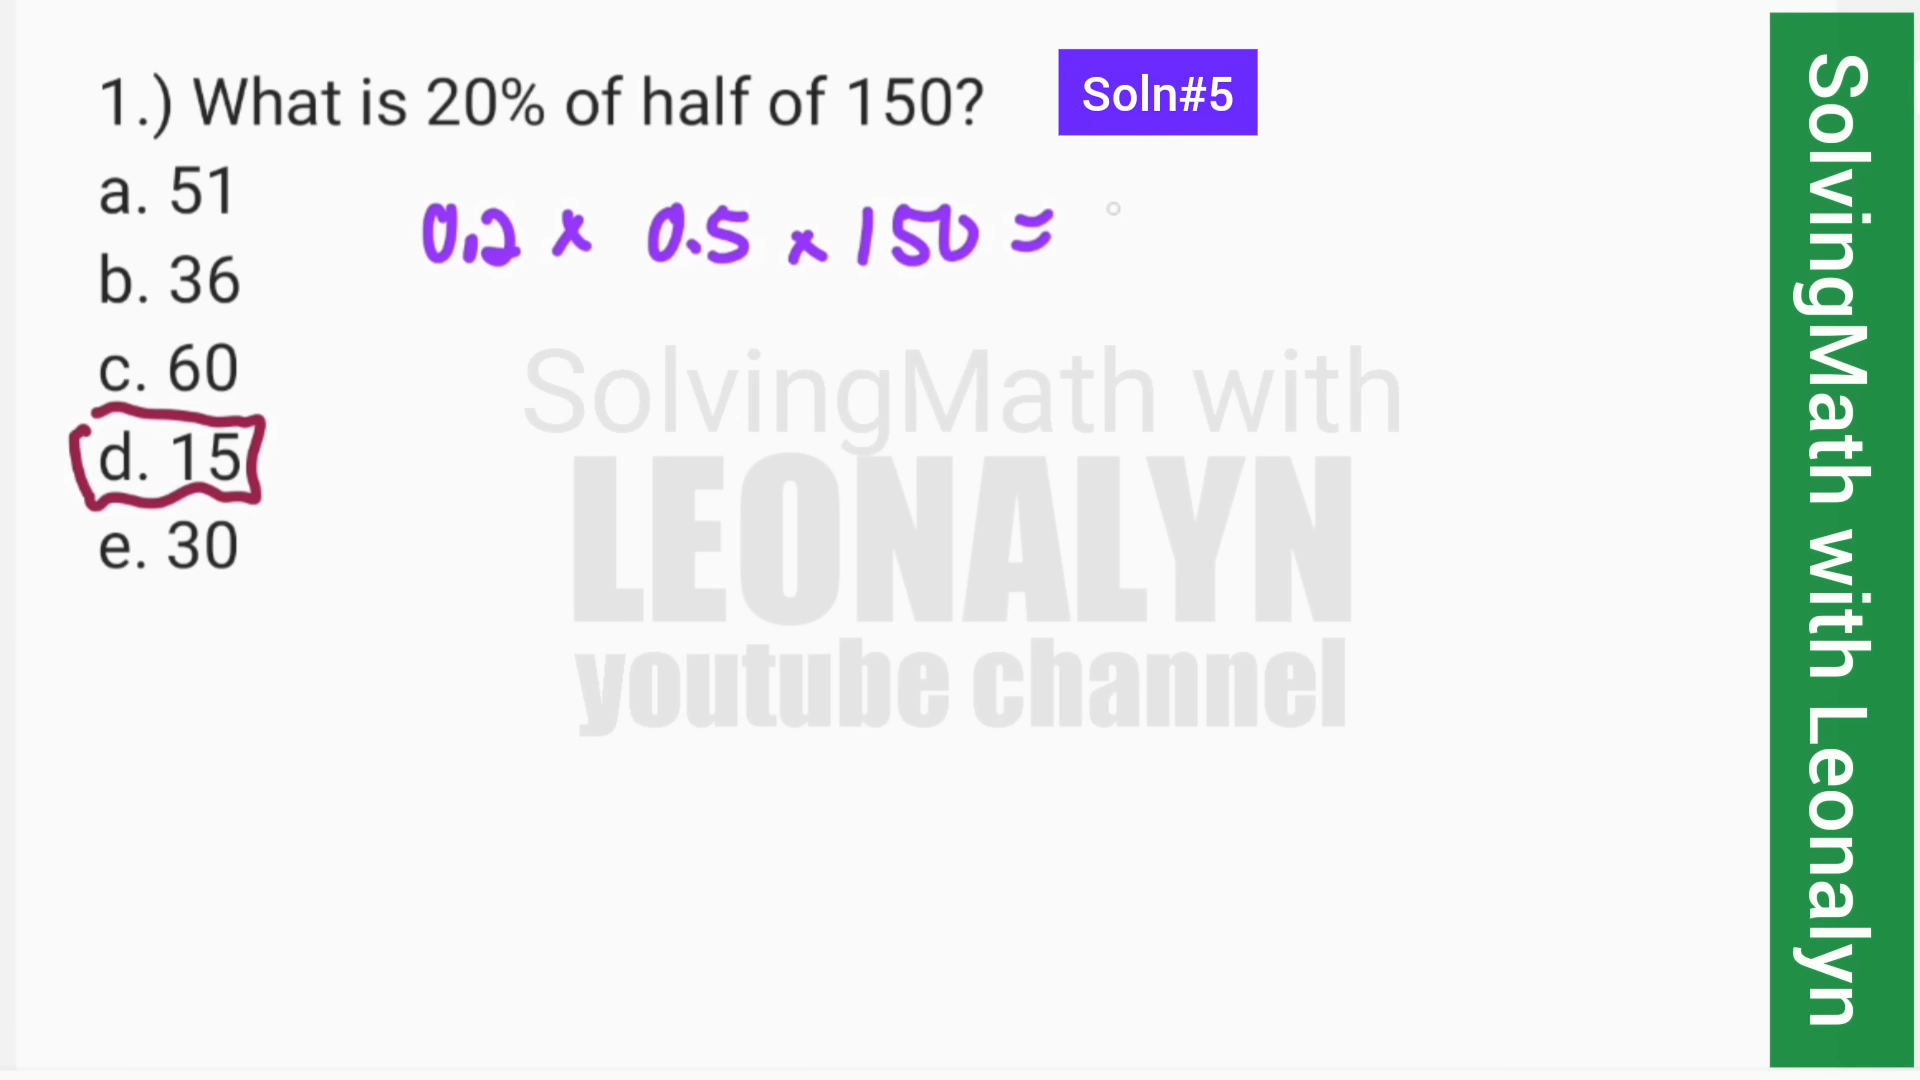 1.) What is 20% of half of 150?
Soln#5
a. 51
0.2 x 0.5 x 150 =
b. 36
c. 60
d. 15
e. 30
SolvingMath with
LEONALYN
youtube channel
SolvingMath with Leonalyn